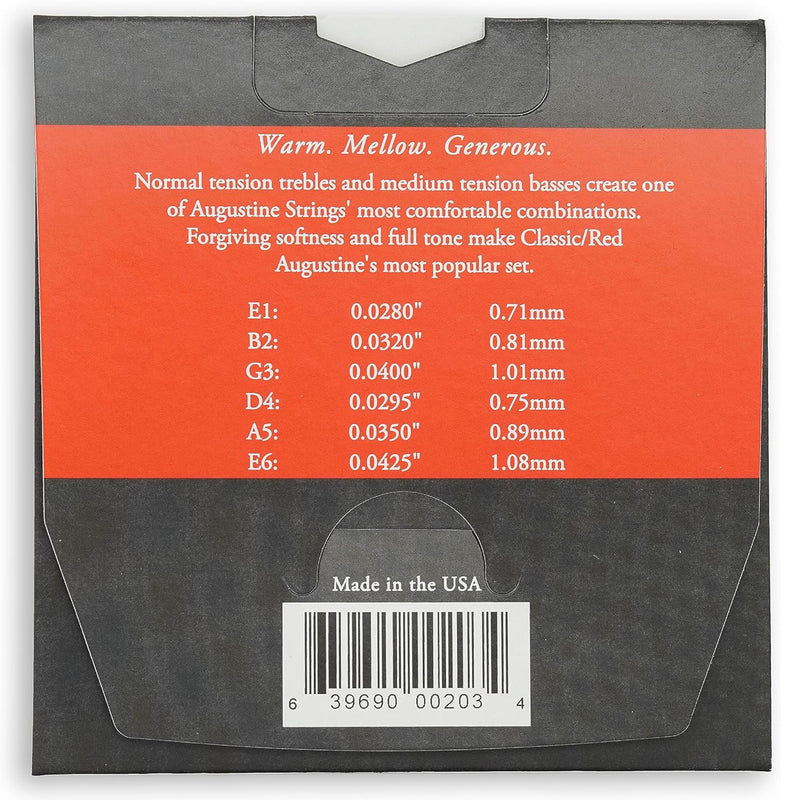 Warm. Mellow. Generous.
Normal tension trebles and medium tension basses create one
of Augustine Strings' most comfortable combinations.
Forgiving softness and full tone make Classic/Red
Augustine's most popular set.
E1: 0.0280" 0.71mm
B2: 0.0320" 0.81mm
G3: 0.0400" 1.01mm
D4: 0.0295" 0.75mm
A5: 0.0350" 0.89mm
E6: 0.0425" 1.08mm
Made in the USA
6 39690 00203 4